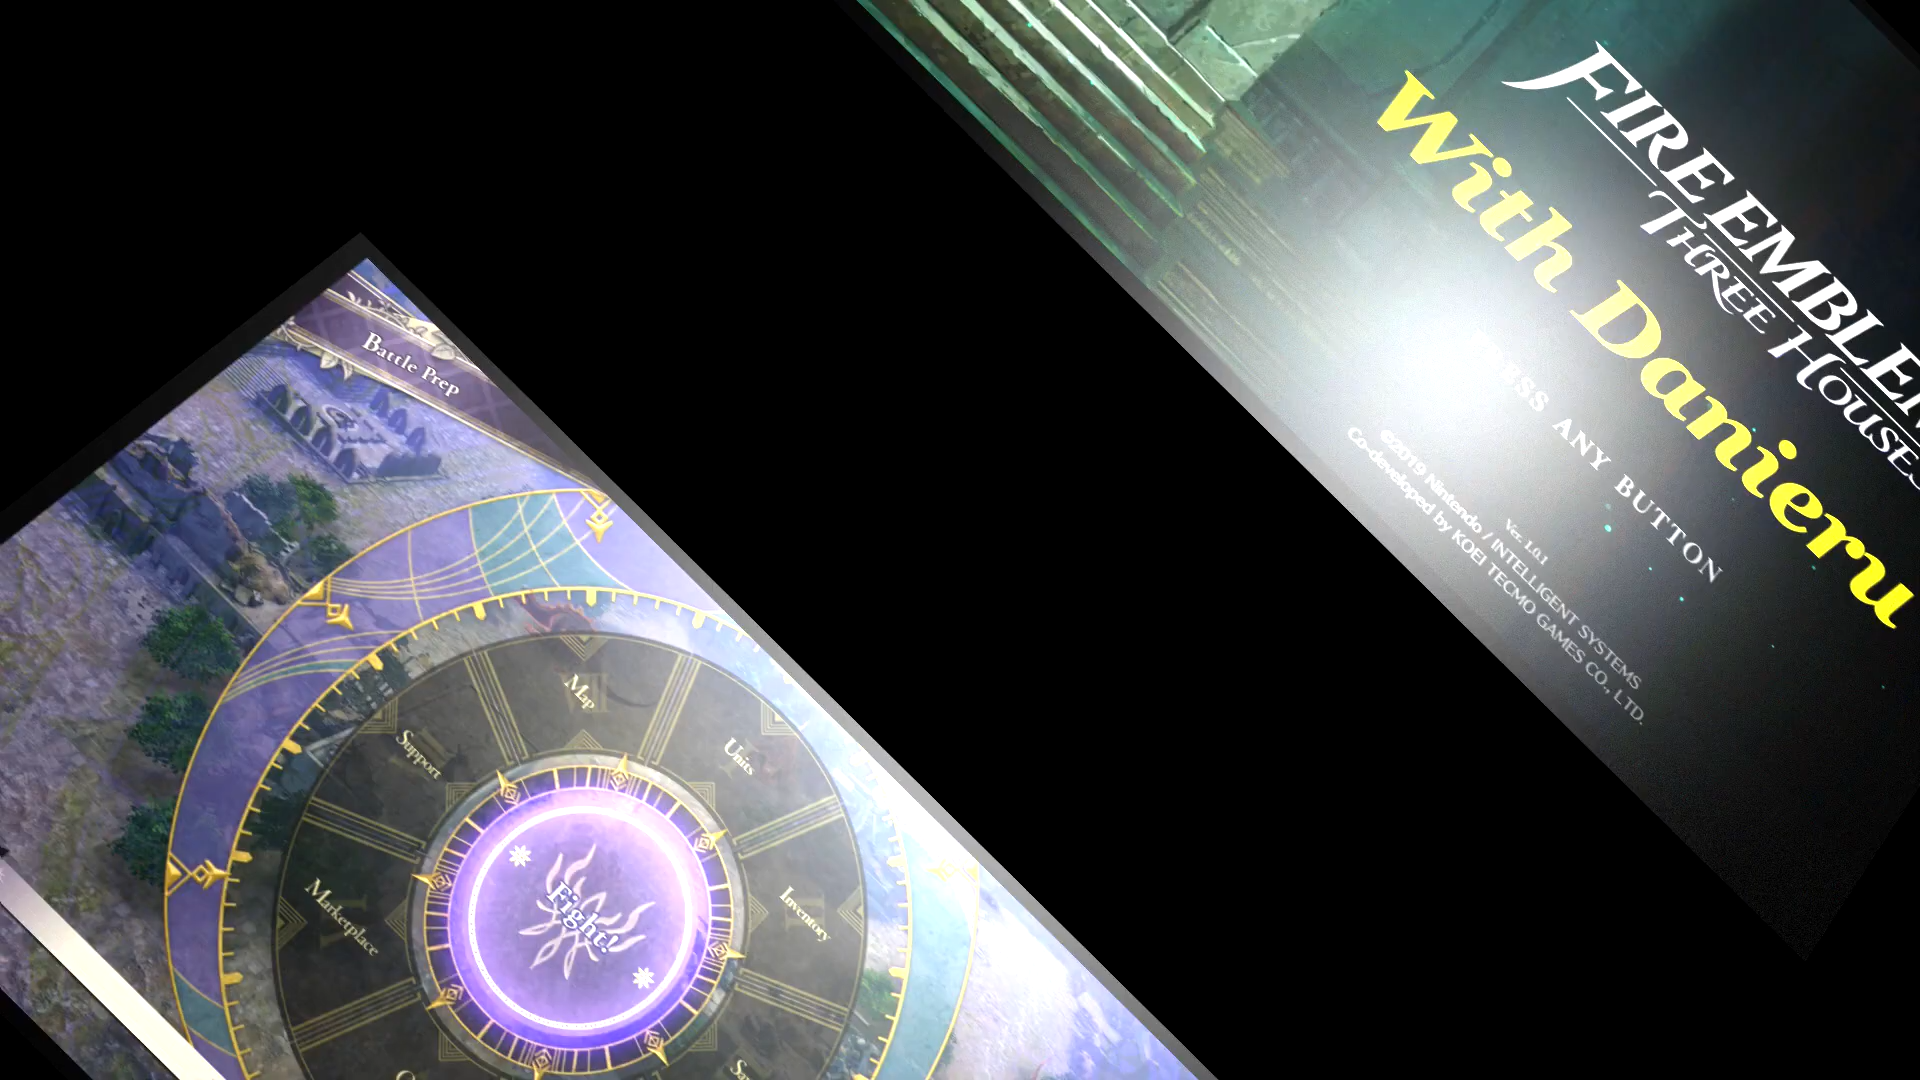 FIRE EMBLEM
THREE HOUSES
With Danieru
ANY BUTTON
Ver. 1.0.1
©2019 Nintendo / INTELLIGENT SYSTEMS
Co-developed by KOEI TECMO GAMES CO., LTD.
Battle Prep
Map
Support
Units
Marketplace
Inventory
Fight!